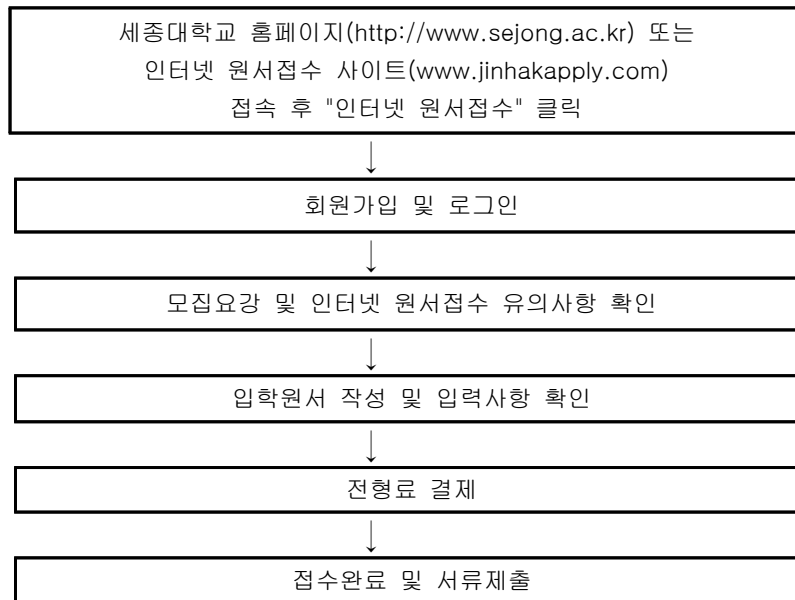 세종대학교 홈페이지(http://www.sejong.ac.kr) 또는
인터넷 원서접수 사이트(www.jinhakapply.com)
접속 후 "인터넷 원서접수" 클릭
↓
회원가입 및 로그인
↓
모집요강 및 인터넷 원서접수 유의사항 확인
↓
입학원서 작성 및 입력사항 확인
↓
전형료 결제
↓
접수완료 및 서류제출